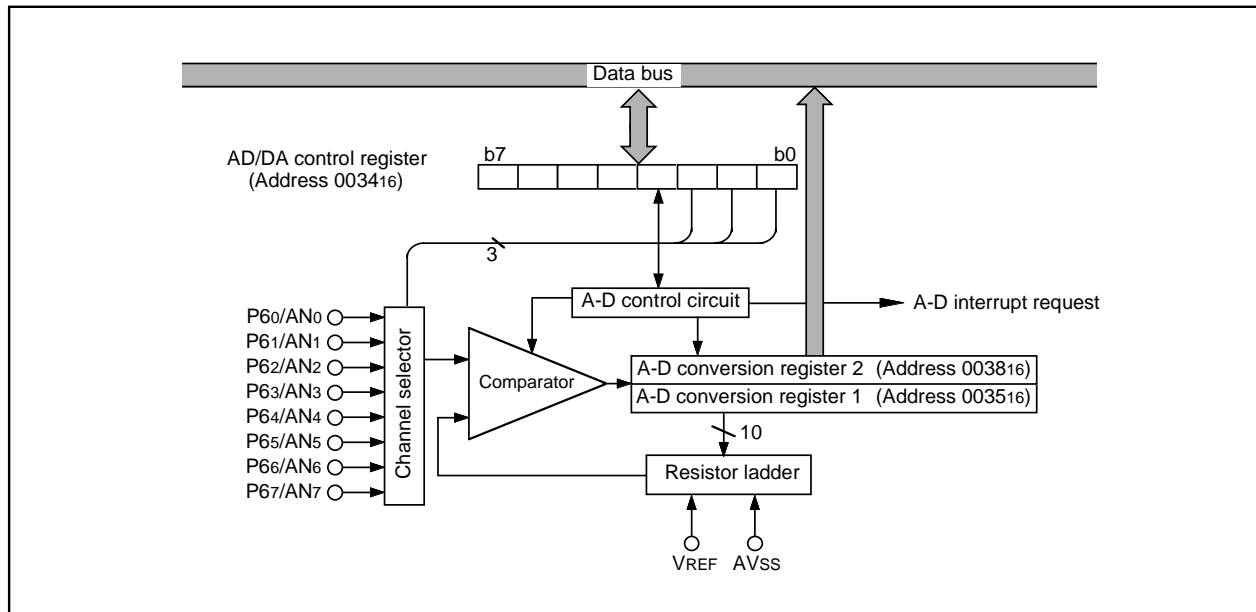 Data bus
b7
b0
AD/DA control register
(Address 003416)
3
A-D control circuit
A-D interrupt request
P60/AN0
P61/AN1
P62/AN2
P63/AN3
P64/AN4
P65/AN5
P66/AN6
P67/AN7
Channel selector
Comparator
A-D conversion register 2 (Address 003816)
A-D conversion register 1 (Address 003516)
10
Resistor ladder
VREF
AVSS